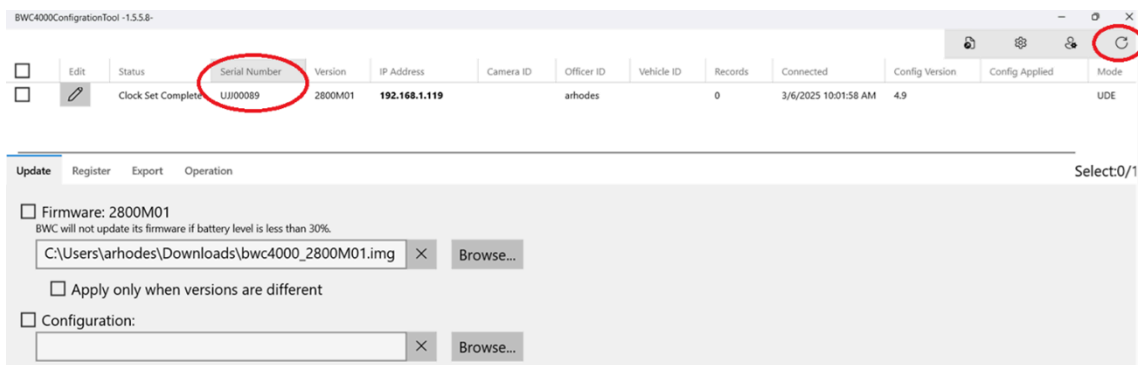 BWC4000ConfigrationTool -1.5.5.8-
Edit Status Serial Number Version IP Address Camera ID Officer ID Vehicle ID Records Connected Config Version Config Applied Mode
Clock Set Complete UJJ00089 2800M01 192.168.1.119 arhodes 0 3/6/2025 10:01:58 AM 4.9 UDE
Update Register Export Operation Select:0/1
Firmware: 2800M01
BWC will not update its firmware if battery level is less than 30%.
C:\Users\arhodes\Downloads\bwc4000_2800M01.img Browse...
Apply only when versions are different
Configuration:
Browse...